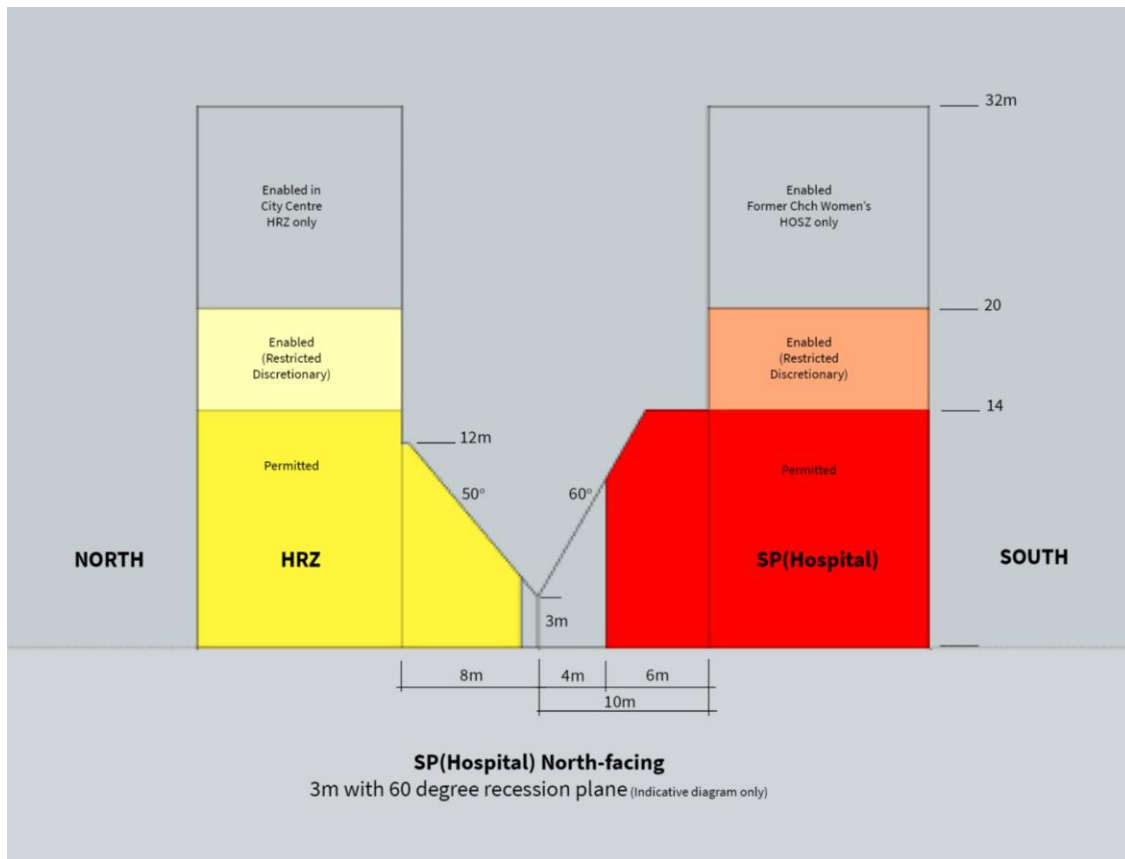 32m
Enabled in
City Centre
HRZ only
Enabled
Former Chch Women's
HOSZ only
20
Enabled
(Restricted
Discretionary)
Enabled
(Restricted
Discretionary)
14
12m
Permitted
Permitted
50°
60°
NORTH
HRZ
SP(Hospital)
SOUTH
3m
8m
4m
6m
10m
SP(Hospital) North-facing
3m with 60 degree recession plane (Indicative diagram only)